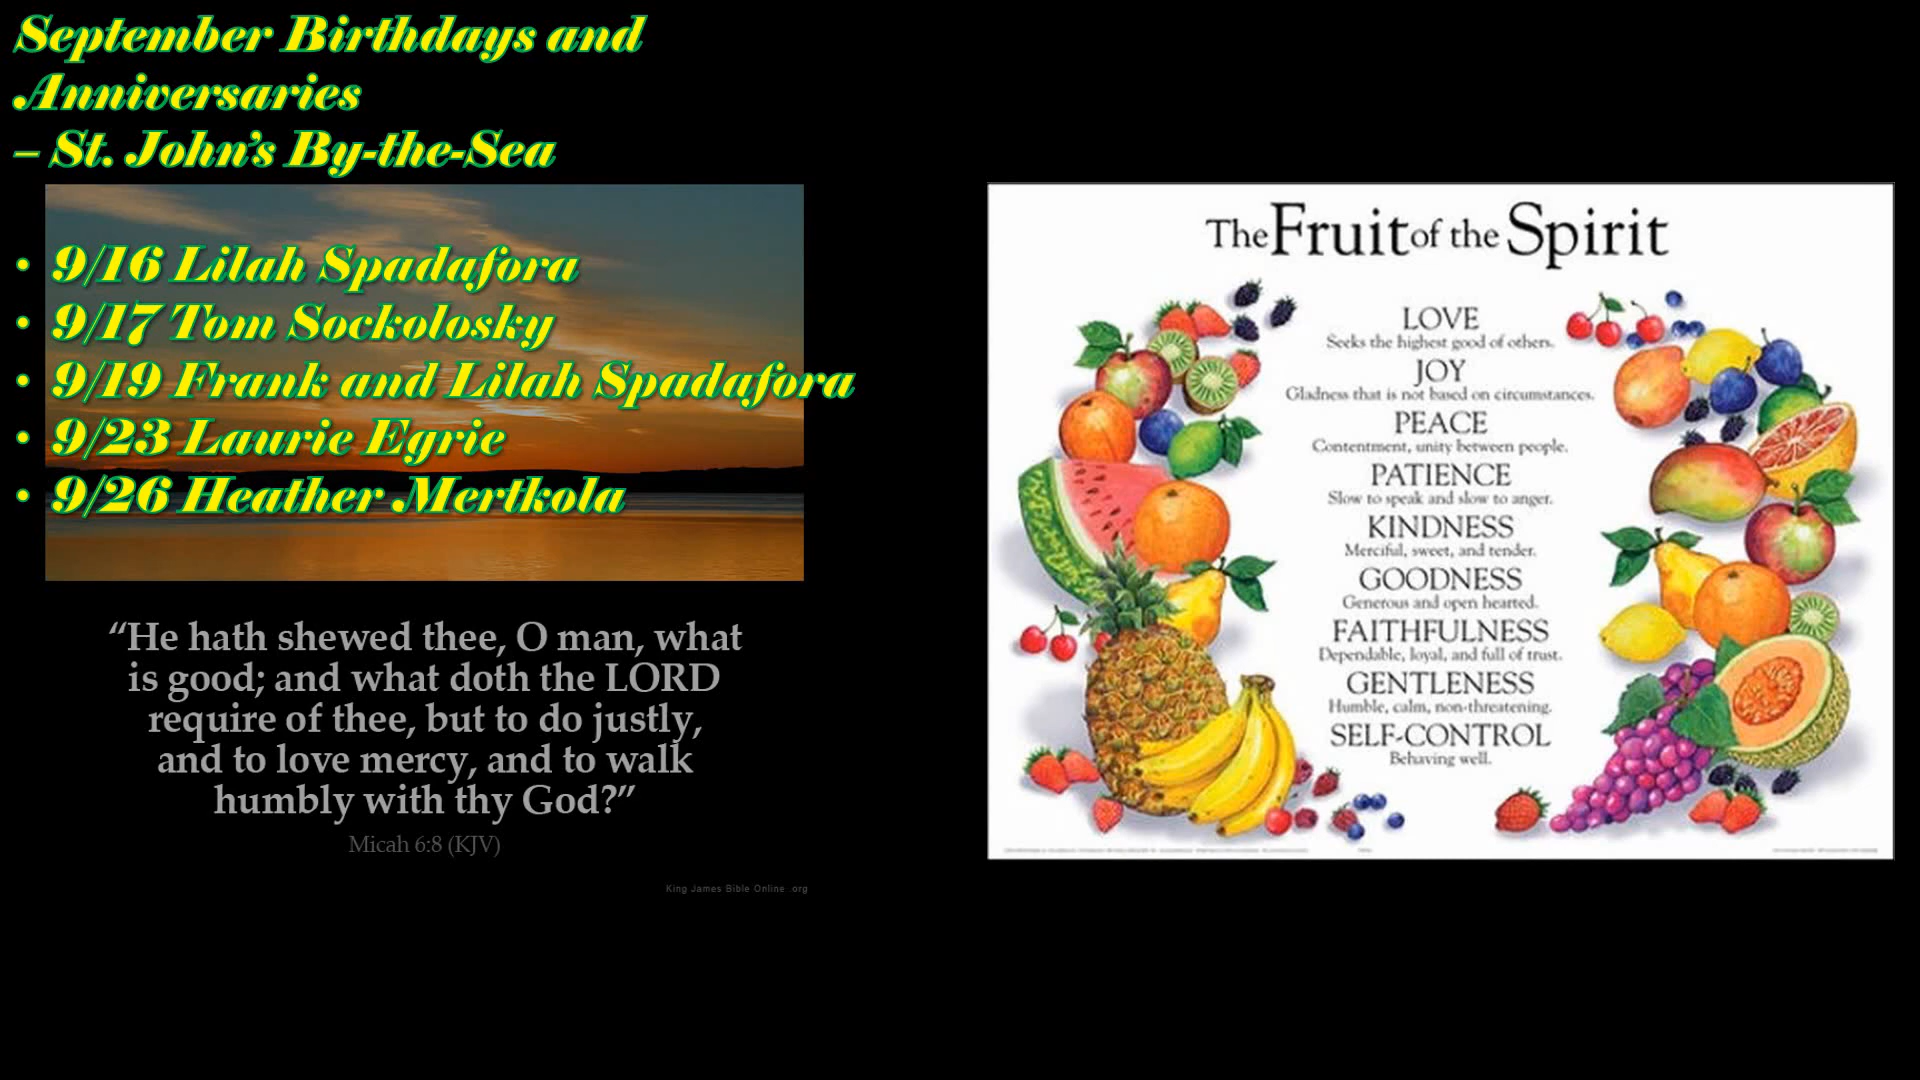 September Birthdays and
Anniversaries
– St. John’s By-the-Sea
• 9/16 Lilah Spadafora
• 9/17 Tom Sockolosky
• 9/19 Frank and Lilah Spadafora
• 9/23 Laurie Egrie
• 9/26 Heather Mertkola
“He hath shewed thee, O man, what
is good; and what doth the LORD
require of thee, but to do justly,
and to love mercy, and to walk
humbly with thy God?”
Micah 6:8 (KJV)
King James Bible Online .org
The Fruit of the Spirit
LOVE
Seeks the highest good of others.
JOY
Gladness that is not based on circumstances.
PEACE
Contentment, unity between people.
PATIENCE
Slow to speak and slow to anger.
KINDNESS
Merciful, sweet, and tender.
GOODNESS
Generous and open hearted.
FAITHFULNESS
Dependable, loyal, and full of trust.
GENTLENESS
Humble, calm, non-threatening.
SELF-CONTROL
Behaving well.